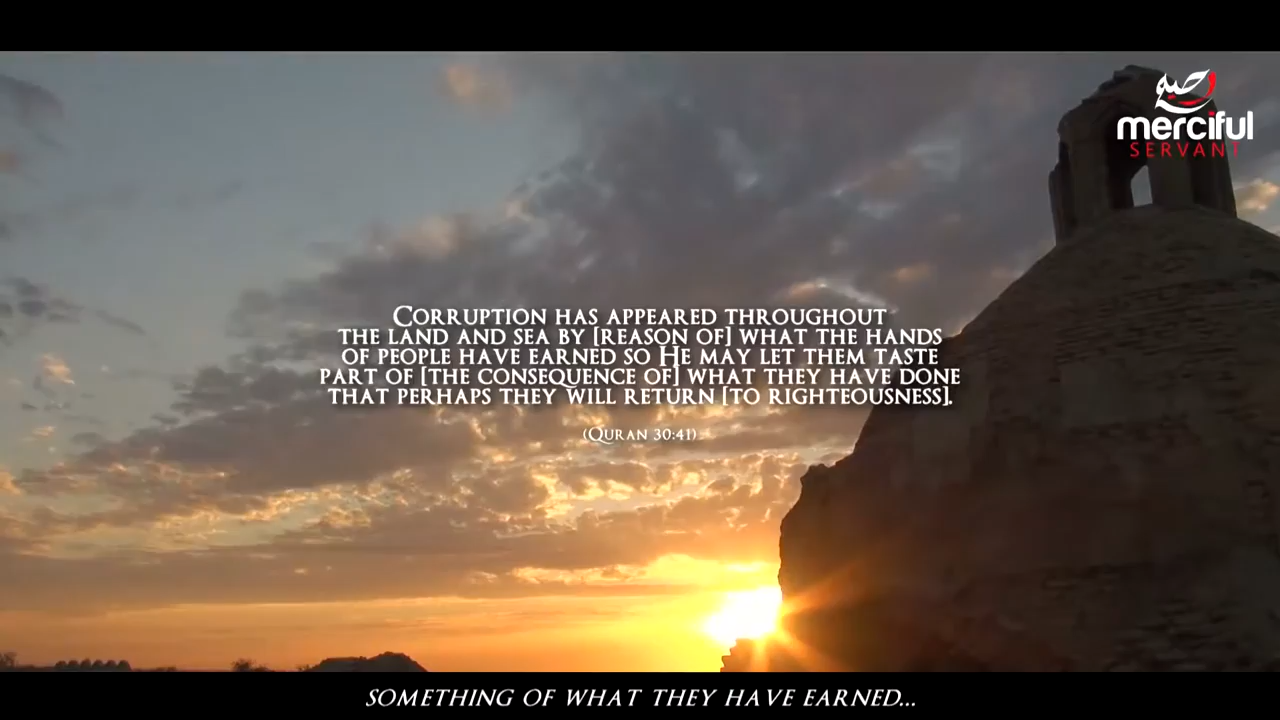 رحيم
merciful
SERVANT
CORRUPTION HAS APPEARED THROUGHOUT
THE LAND AND SEA BY [REASON OF] WHAT THE HANDS
OF PEOPLE HAVE EARNED SO HE MAY LET THEM TASTE
PART OF [THE CONSEQUENCE OF] WHAT THEY HAVE DONE
THAT PERHAPS THEY WILL RETURN [TO RIGHTEOUSNESS].
(QURAN 30:41)
SOMETHING OF WHAT THEY HAVE EARNED...